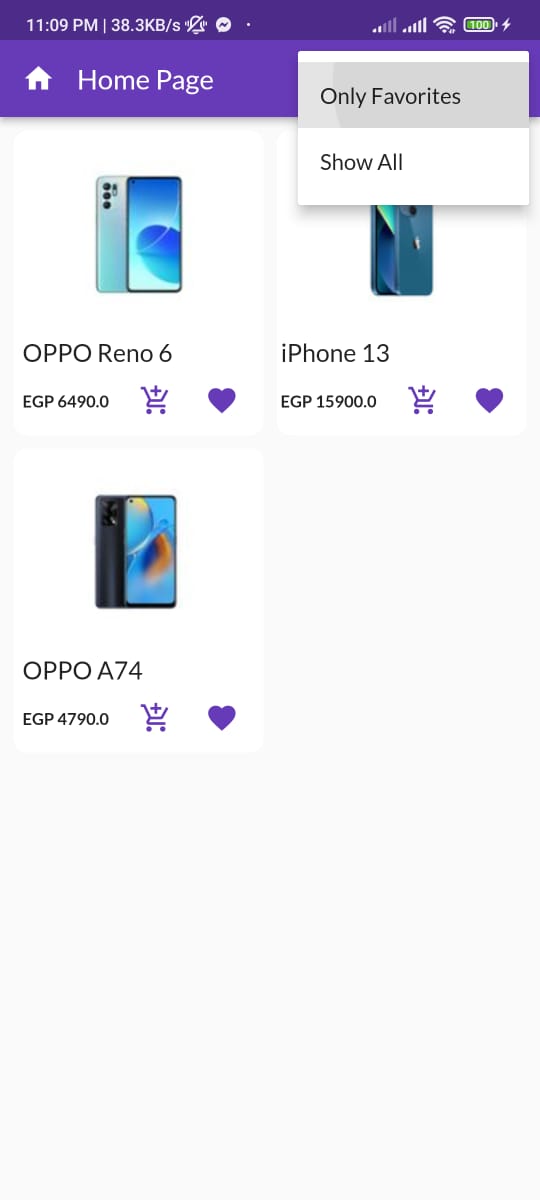 11:09 PM | 38.3KB/s
100
Home Page
Only Favorites
Show All
OPPO Reno 6
iPhone 13
EGP 6490.0
EGP 15900.0
OPPO A74
EGP 4790.0